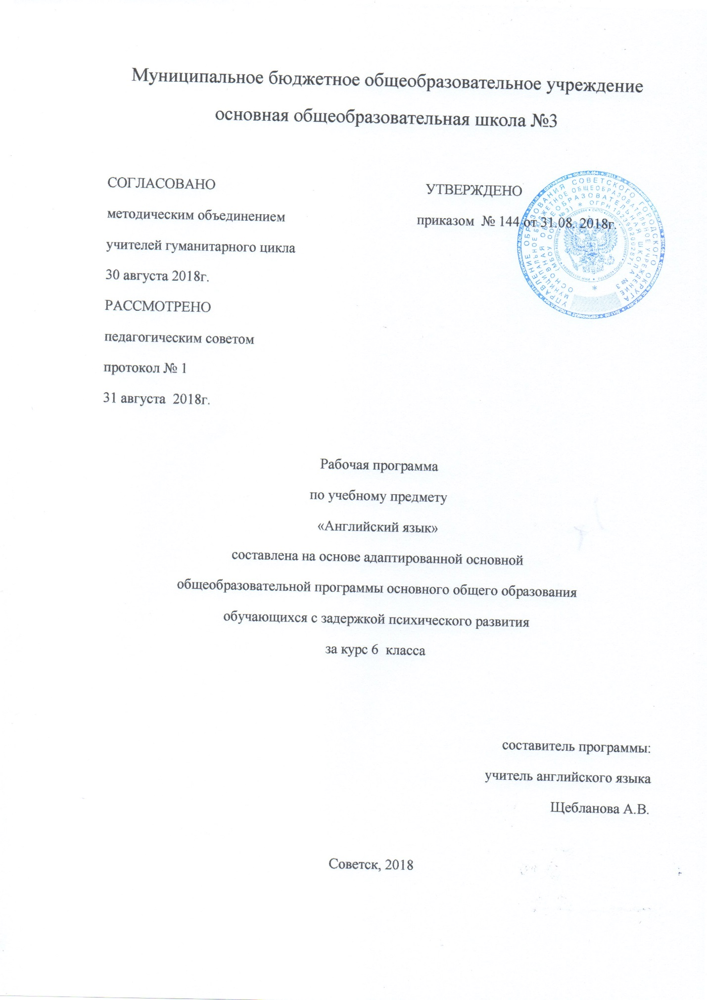 Муниципальное бюджетное общеобразовательное учреждение
основная общеобразовательная школа №3
СОГЛАСОВАНО
методическим объединением
учителей гуманитарного цикла
30 августа 2018г.
РАССМОТРЕНО
педагогическим советом
протокол № 1
31 августа 2018г.
УТВЕРЖДЕНО
приказом № 144 от 31.08. 2018г.
УПРАВЛЕНИЕ ОБРАЗОВАНИЯ СОВЕТСКОГО ГОРОДСКОГО ОКРУГА
МУНИЦИПАЛЬНОЕ БЮДЖЕТНОЕ ОБЩЕОБРАЗОВАТЕЛЬНОЕ УЧРЕЖДЕНИЕ
ОСНОВНАЯ ОБЩЕОБРАЗОВАТЕЛЬНАЯ ШКОЛА №3
(МБОУ ООШ №3) * ОГРН 1023902002871 *
Рабочая программа
по учебному предмету
«Английский язык»
составлена на основе адаптированной основной
общеобразовательной программы основного общего образования
обучающихся с задержкой психического развития
за курс 6 класса
составитель программы:
учитель английского языка
Щебланова А.В.
Советск, 2018